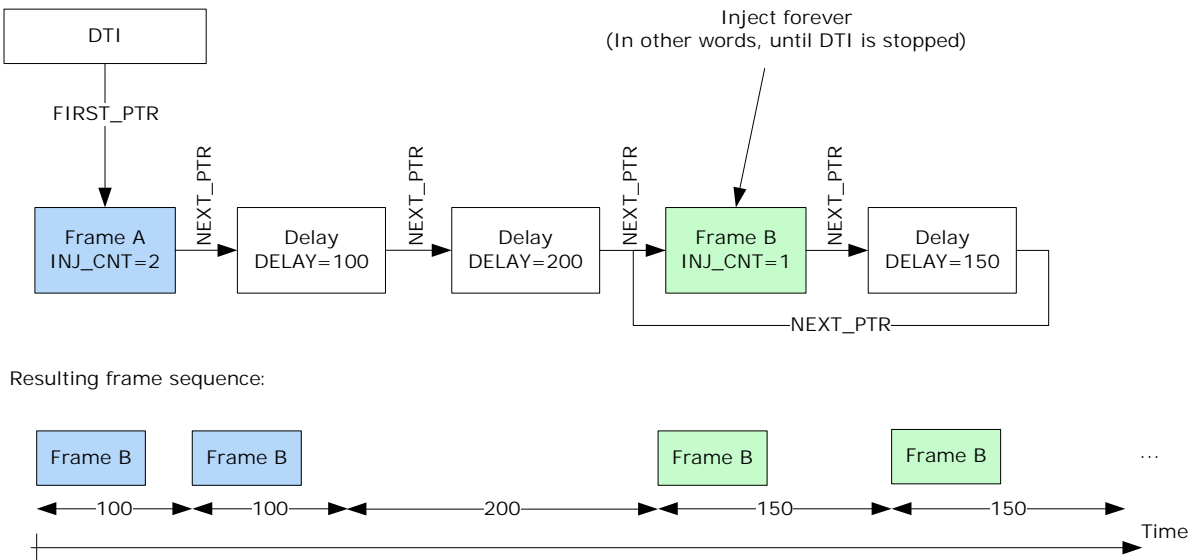 DTI
Inject forever
(In other words, until DTI is stopped)
FIRST_PTR
NEXT_PTR
NEXT_PTR
NEXT_PTR
NEXT_PTR
Frame A
INJ_CNT=2
Delay
DELAY=100
Delay
DELAY=200
Frame B
INJ_CNT=1
Delay
DELAY=150
NEXT_PTR
Resulting frame sequence:
Frame B
Frame B
Frame B
Frame B
...
100
100
200
150
150
Time